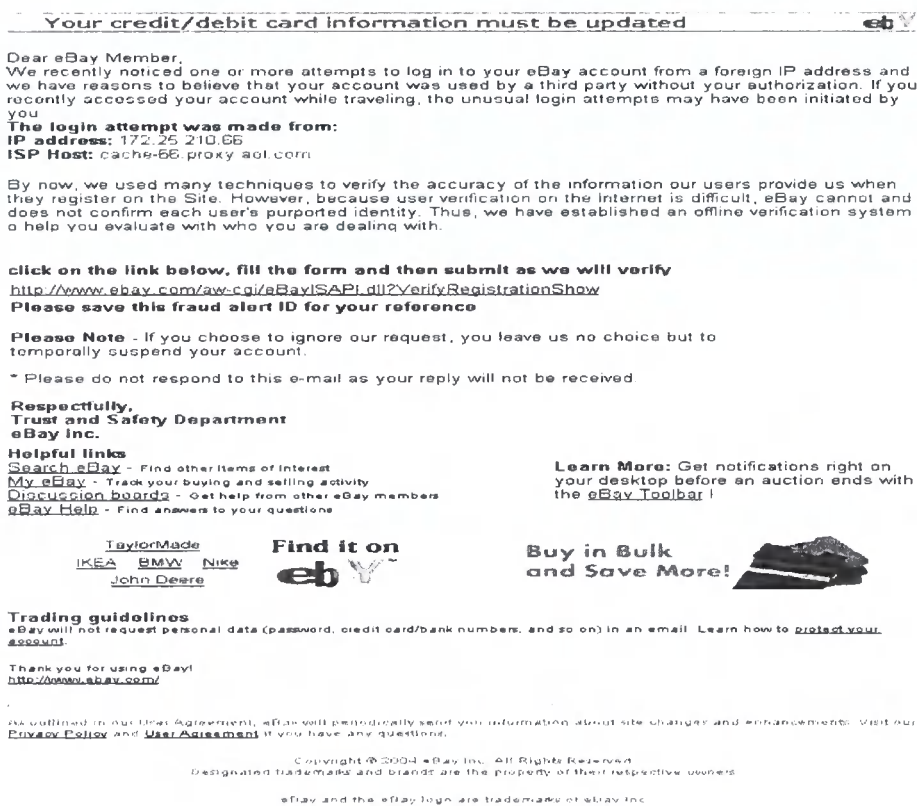 Your credit/debit card information must be updated eb Y
Dear eBay Member,
We recently noticed one or more attempts to log in to your eBay account from a foreign IP address and
we have reasons to believe that your account was used by a third party without your authorization. If you
recently accessed your account while traveling, the unusual login attempts may have been initiated by
you
The login attempt was made from:
IP address: 172.25 210.66
ISP Host: cache-66.proxy aol.com
By now, we used many techniques to verify the accuracy of the information our users provide us when
they register on the Site. However, because user verification on the Internet is difficult, eBay cannot and
does not confirm each user's purported identity. Thus, we have established an offline verification system
o help you evaluate with who you are dealing with.
click on the link below, fill the form and then submit as we will verify
http://www.ebay.com/aw-cgi/eBayISAPI.dll?VerifyRegistrationShow
Please save this fraud alert ID for your reference
Please Note - If you choose to ignore our request, you leave us no choice but to
temporally suspend your account.
* Please do not respond to this e-mail as your reply will not be received
Respectfully,
Trust and Safety Department
eBay Inc.
Helpful links
Search eBay - Find other items of interest
My eBay - Track your buying and selling activity
Discussion boards - Get help from other eBay members
eBay Help - Find answers to your questions
Learn More: Get notifications right on
your desktop before an auction ends with
the eBay Toolbar !
TaylorMade
IKEA BMW Nike
John Deere
Find it on
eb Y™
Buy in Bulk
and Save More!
Trading guidelines
eBay will not request personal data (password, credit card/bank numbers, and so on) in an email. Learn how to protect your
account.
Thank you for using eBay!
http://www.ebay.com/
As outlined in our User Agreement, eBay will periodically send you information about site changes and enhancements. Visit our
Privacy Policy and User Agreement if you have any questions.
Copyright © 2004 eBay Inc. All Rights Reserved
Designated trademarks and brands are the property of their respective owners
eBay and the eBay logo are trademarks of eBay Inc